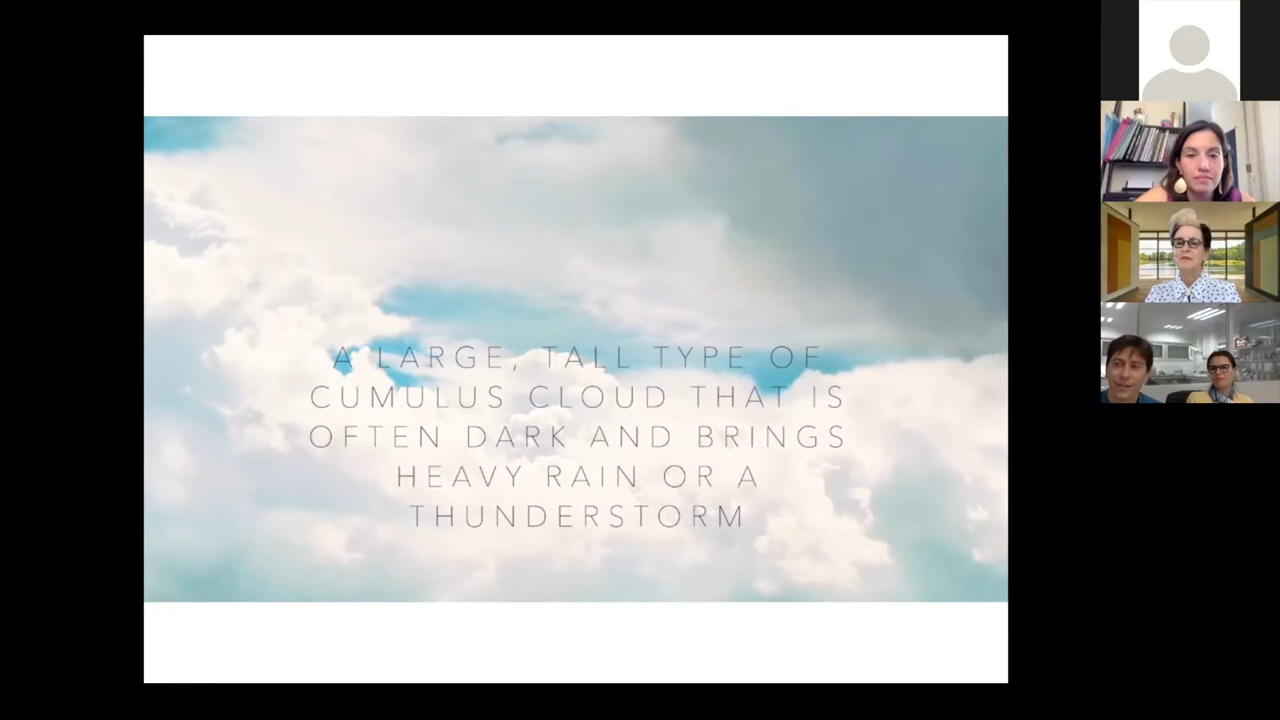 A LARGE, TALL TYPE OF
CUMULUS CLOUD THAT IS
OFTEN DARK AND BRINGS
HEAVY RAIN OR A
THUNDERSTORM